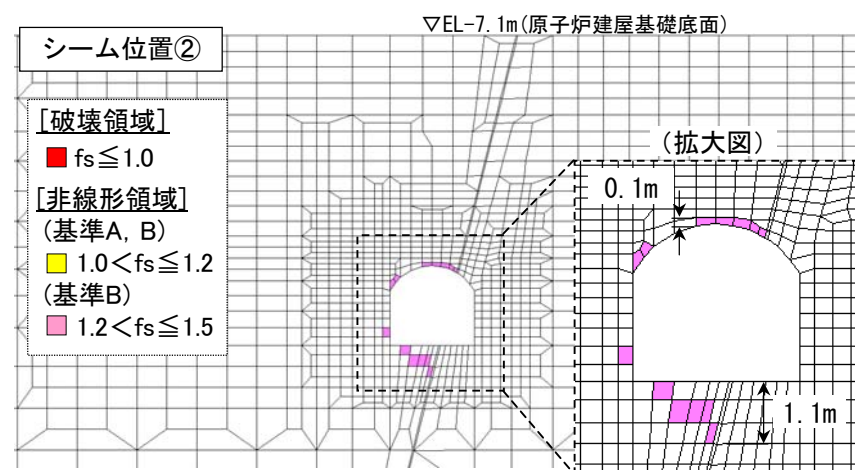 ▽EL-7.1m(原子炉建屋基礎底面)
シーム位置②
[破壊領域]
fs≦1.0
[非線形領域]
(基準A, B)
1.0<fs≦1.2
(基準B)
1.2<fs≦1.5
(拡大図)
0.1m
1.1m